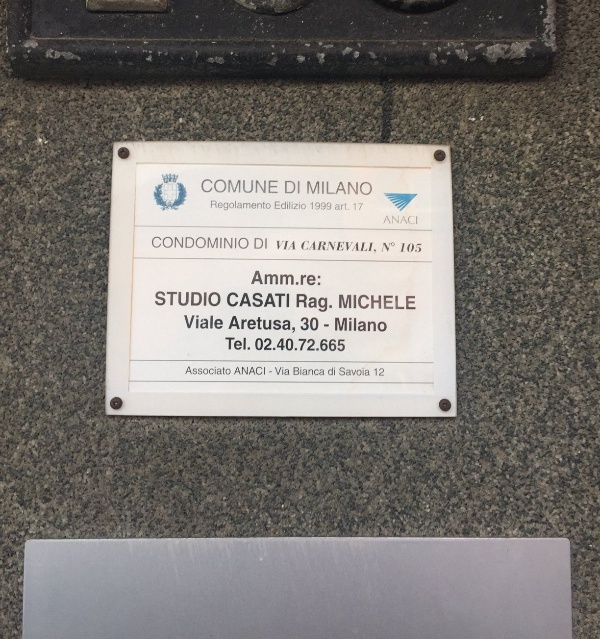 COMUNE DI MILANO
Regolamento Edilizio 1999 art. 17
ANACI
CONDOMINIO DI VIA CARNEVALI, N° 105
Amm.re:
STUDIO CASATI Rag. MICHELE
Viale Aretusa, 30 - Milano
Tel. 02.40.72.665
Associato ANACI - Via Bianca di Savoia 12